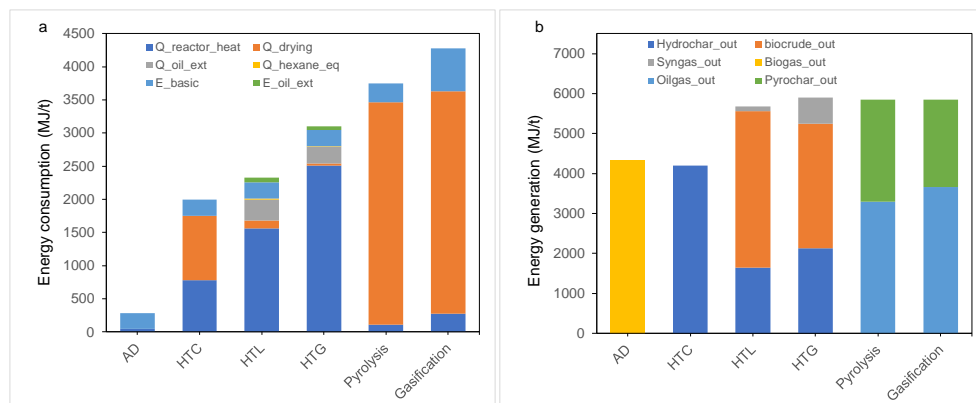 a
Energy consumption (MJ/t)
4500
4000
3500
3000
2500
2000
1500
1000
500
0
Q_reactor_heat
Q_drying
Q_oil_ext
Q_hexane_eq
E_basic
E_oil_ext
AD
HTC
HTL
HTG
Pyrolysis
Gasification
b
Energy generation (MJ/t)
7000
6000
5000
4000
3000
2000
1000
0
Hydrochar_out
biocrude_out
Syngas_out
Biogas_out
Oilgas_out
Pyrochar_out
AD
HTC
HTL
HTG
Pyrolysis
Gasification